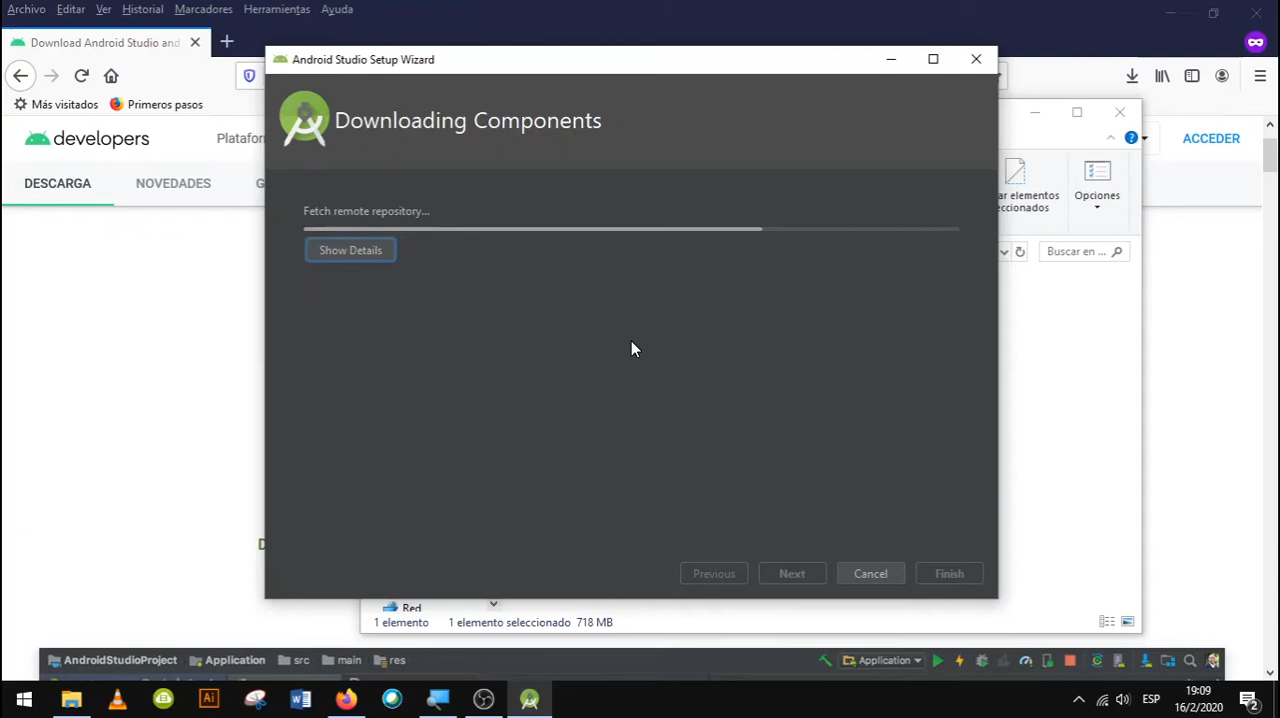 Archivo Editar Ver Historial Marcadores Herramientas Ayuda
Download Android Studio and
Android Studio Setup Wizard
Más visitados Primeros pasos
Downloading Components
developers
ACCEDER
DESCARGA NOVEDADES G
Opciones
Fetch remote repository...
Show Details
Buscar en ...
Previous Next Cancel Finish
Red
1 elemento 1 elemento seleccionado 718 MB
AndroidStudioProject Application src main res Application
ESP
19:09
16/2/2020
2